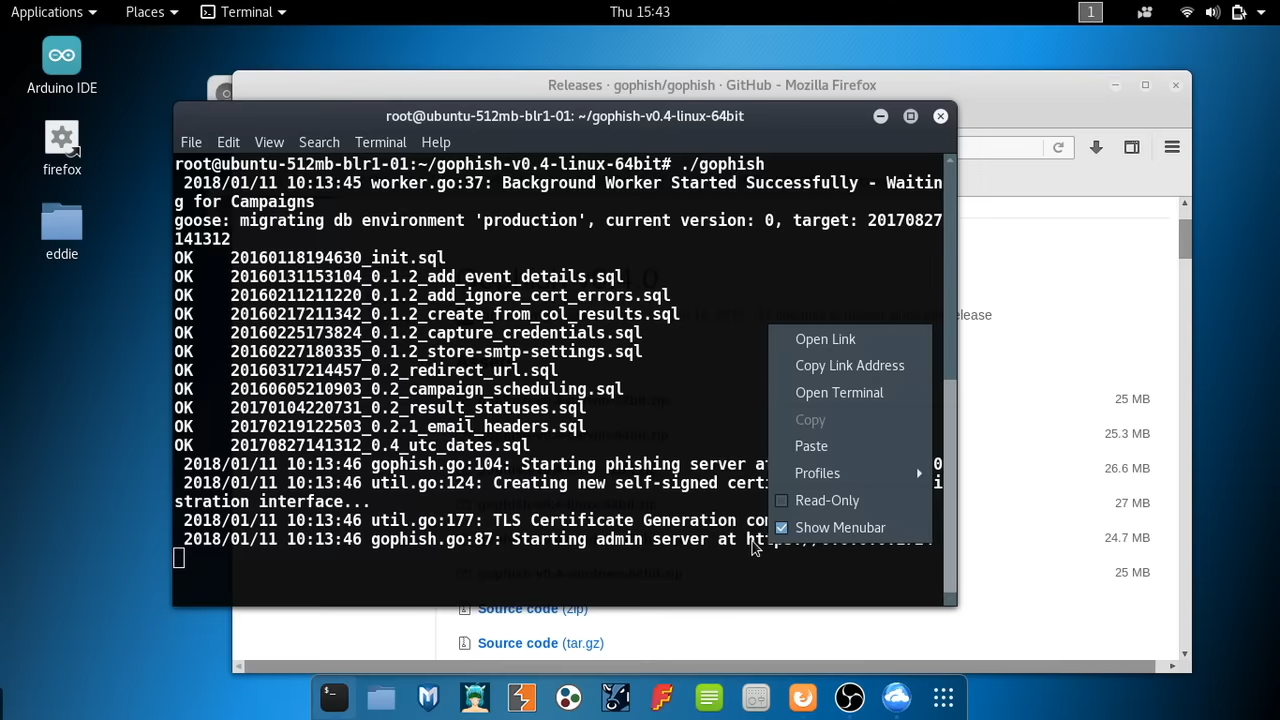 Applications Places Terminal Thu 15:43 1
Arduino IDE
firefox
eddie
Releases · gophish/gophish · GitHub - Mozilla Firefox
root@ubuntu-512mb-blr1-01: ~/gophish-v0.4-linux-64bit
File Edit View Search Terminal Help
root@ubuntu-512mb-blr1-01:~/gophish-v0.4-linux-64bit# ./gophish
2018/01/11 10:13:45 worker.go:37: Background Worker Started Successfully - Waitin
g for Campaigns
goose: migrating db environment 'production', current version: 0, target: 20170827
141312
OK 20160118194630_init.sql
OK 20160131153104_0.1.2_add_event_details.sql
OK 20160211211220_0.1.2_add_ignore_cert_errors.sql
OK 20160217211342_0.1.2_create_from_col_results.sql
OK 20160225173824_0.1.2_capture_credentials.sql
OK 20160227180335_0.1.2_store-smtp-settings.sql
OK 20160317214457_0.2_redirect_url.sql
OK 20160605210903_0.2_campaign_scheduling.sql
OK 20170104220731_0.2_result_statuses.sql
OK 20170219122503_0.2.1_email_headers.sql
OK 20170827141312_0.4_utc_dates.sql
2018/01/11 10:13:46 gophish.go:104: Starting phishing server at
2018/01/11 10:13:46 util.go:124: Creating new self-signed
stration interface...
2018/01/11 10:13:46 util.go:177: TLS Certificate Generation
2018/01/11 10:13:46 gophish.go:87: Starting admin server at
Open Link
Copy Link Address
Open Terminal
Copy
Paste
Profiles
Read-Only
Show Menubar
25 MB
25.3 MB
26.6 MB
27 MB
24.7 MB
25 MB
Source code (zip)
Source code (tar.gz)